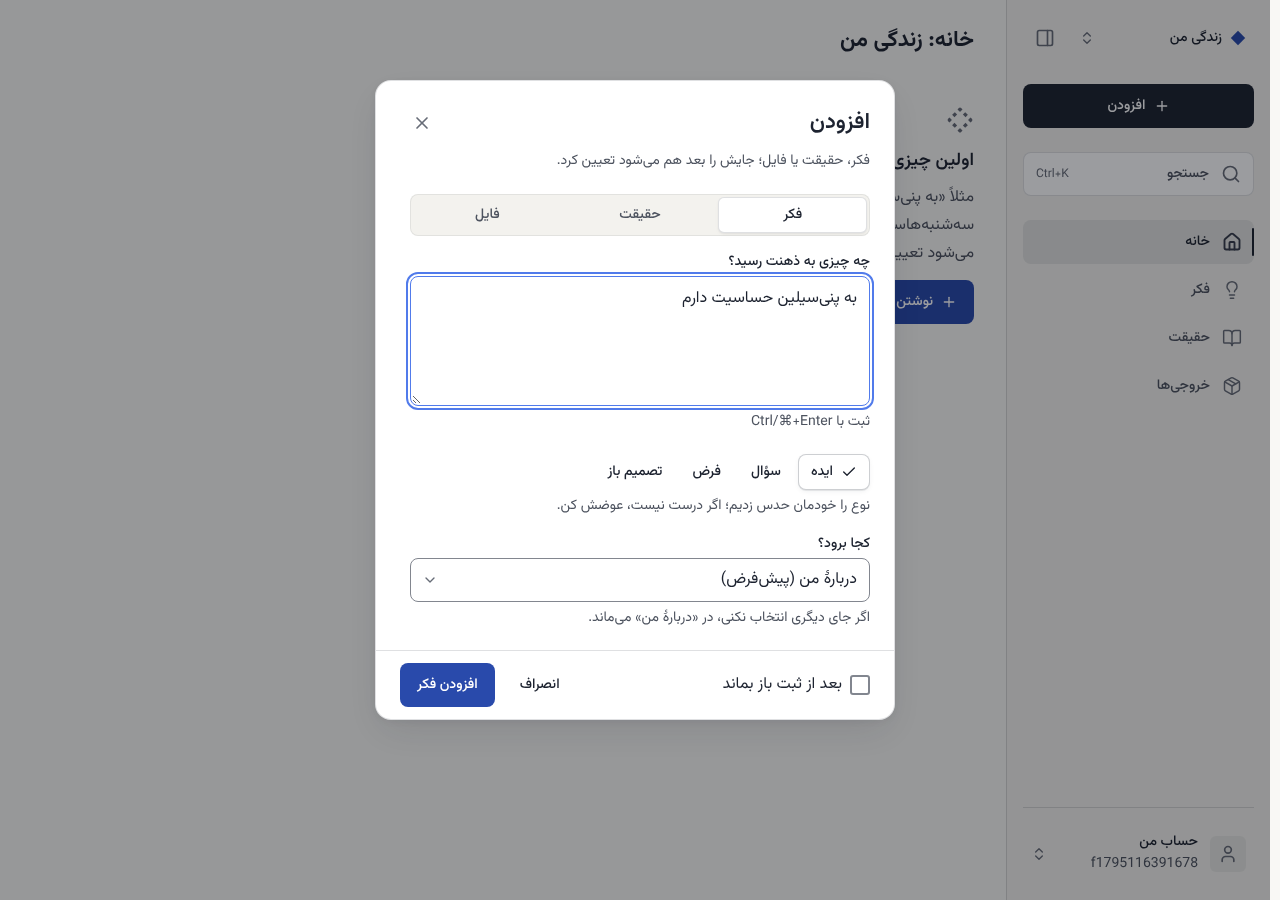 زندگی من
افزودن
جستجو
Ctrl+K
خانه
فکر
حقیقت
خروجی‌ها
حساب من
f1795116391678
خانه: زندگی من
اولین چیزی
مثلاً «به
سه‌شنبه‌ها
می‌شود
نوشتن
افزودن
فکر، حقیقت یا فایل؛ جایش را بعد هم می‌شود تعیین کرد.
فکر
حقیقت
فایل
چه چیزی به ذهنت رسید؟
به پنی‌سیلین حساسیت دارم
ثبت با Ctrl/⌘+Enter
ایده
سؤال
فرض
تصمیم باز
نوع را خودمان حدس زدیم؛ اگر درست نیست، عوضش کن.
کجا برود؟
دربارهٔ من (پیش‌فرض)
اگر جای دیگری انتخاب نکنی، در «دربارهٔ من» می‌ماند.
بعد از ثبت باز بماند
انصراف
افزودن فکر